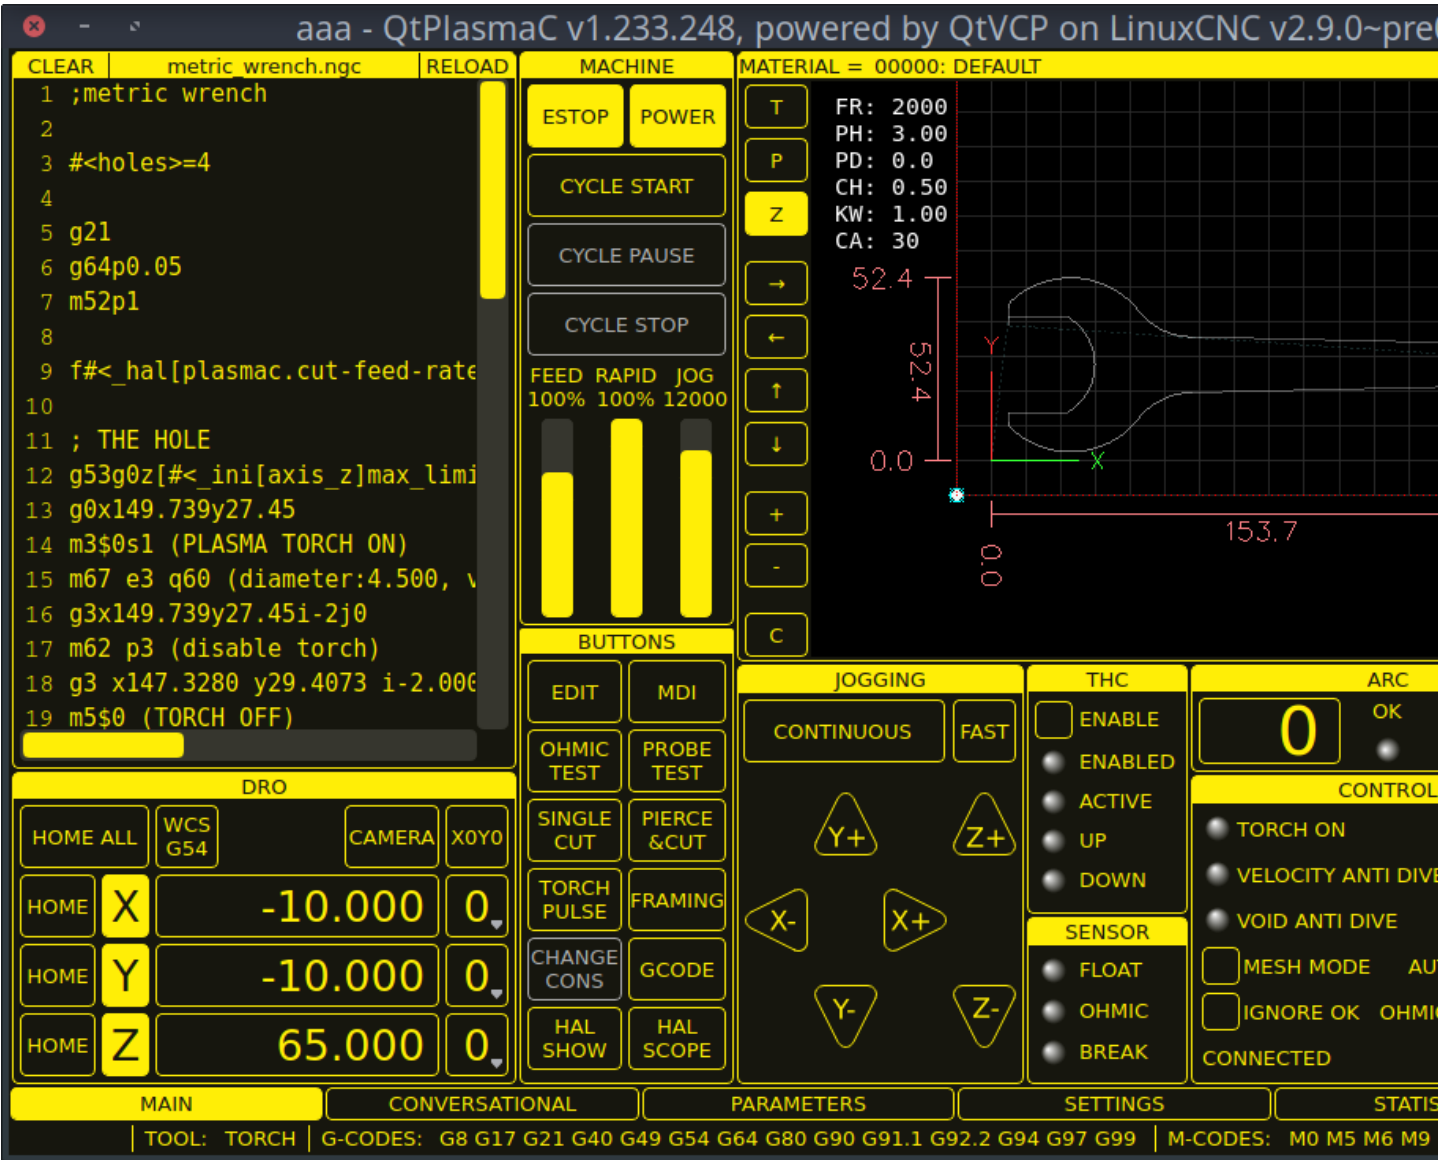 aaa - QtPlasmaC v1.233.248, powered by QtVCP on LinuxCNC v2.9.0~pre
CLEAR metric_wrench.ngc RELOAD
1 ;metric wrench
2
3 #<holes>=4
4
5 g21
6 g64p0.05
7 m52p1
8
9 f#<_hal[plasmac.cut-feed-rate
10
11 ; THE HOLE
12 g53g0z[#<_ini[axis_z]max_limi
13 g0x149.739y27.45
14 m3$0s1 (PLASMA TORCH ON)
15 m67 e3 q60 (diameter:4.500, v
16 g3x149.739y27.45i-2j0
17 m62 p3 (disable torch)
18 g3 x147.3280 y29.4073 i-2.000
19 m5$0 (TORCH OFF)
MACHINE
ESTOP POWER
CYCLE START
CYCLE PAUSE
CYCLE STOP
FEED RAPID JOG
100% 100% 12000
MATERIAL = 00000: DEFAULT
T
P
Z
→
←
↑
↓
+
-
C
FR: 2000
PH: 3.00
PD: 0.0
CH: 0.50
KW: 1.00
CA: 30
52.4
52.4
0.0
Y
X
153.7
0.0
DRO
HOME ALL WCS G54 CAMERA X0Y0
HOME X -10.000 0
HOME Y -10.000 0
HOME Z 65.000 0
BUTTONS
EDIT MDI
OHMIC TEST PROBE TEST
SINGLE CUT PIERCE &CUT
TORCH PULSE FRAMING
CHANGE CONS GCODE
HAL SHOW HAL SCOPE
JOGGING
CONTINUOUS FAST
Y+ Z+
X- X+
Y- Z-
THC
ENABLE
ENABLED
ACTIVE
UP
DOWN
SENSOR
FLOAT
OHMIC
BREAK
ARC
0 OK
CONTROL
TORCH ON
VELOCITY ANTI DIVE
VOID ANTI DIVE
MESH MODE AU
IGNORE OK OHMIC
CONNECTED
MAIN CONVERSATIONAL PARAMETERS SETTINGS STATIS
TOOL: TORCH G-CODES: G8 G17 G21 G40 G49 G54 G64 G80 G90 G91.1 G92.2 G94 G97 G99 M-CODES: M0 M5 M6 M9